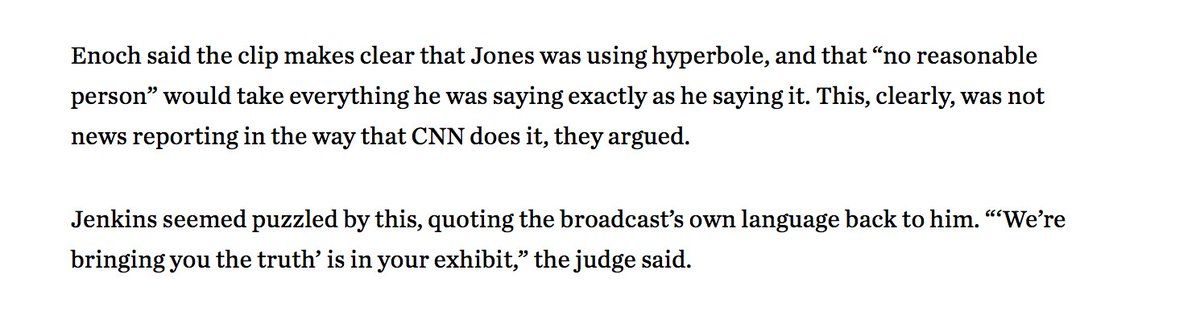 Enoch said the clip makes clear that Jones was using hyperbole, and that “no reasonable
person” would take everything he was saying exactly as he saying it. This, clearly, was not
news reporting in the way that CNN does it, they argued.
Jenkins seemed puzzled by this, quoting the broadcast’s own language back to him. “‘We’re
bringing you the truth’ is in your exhibit,” the judge said.